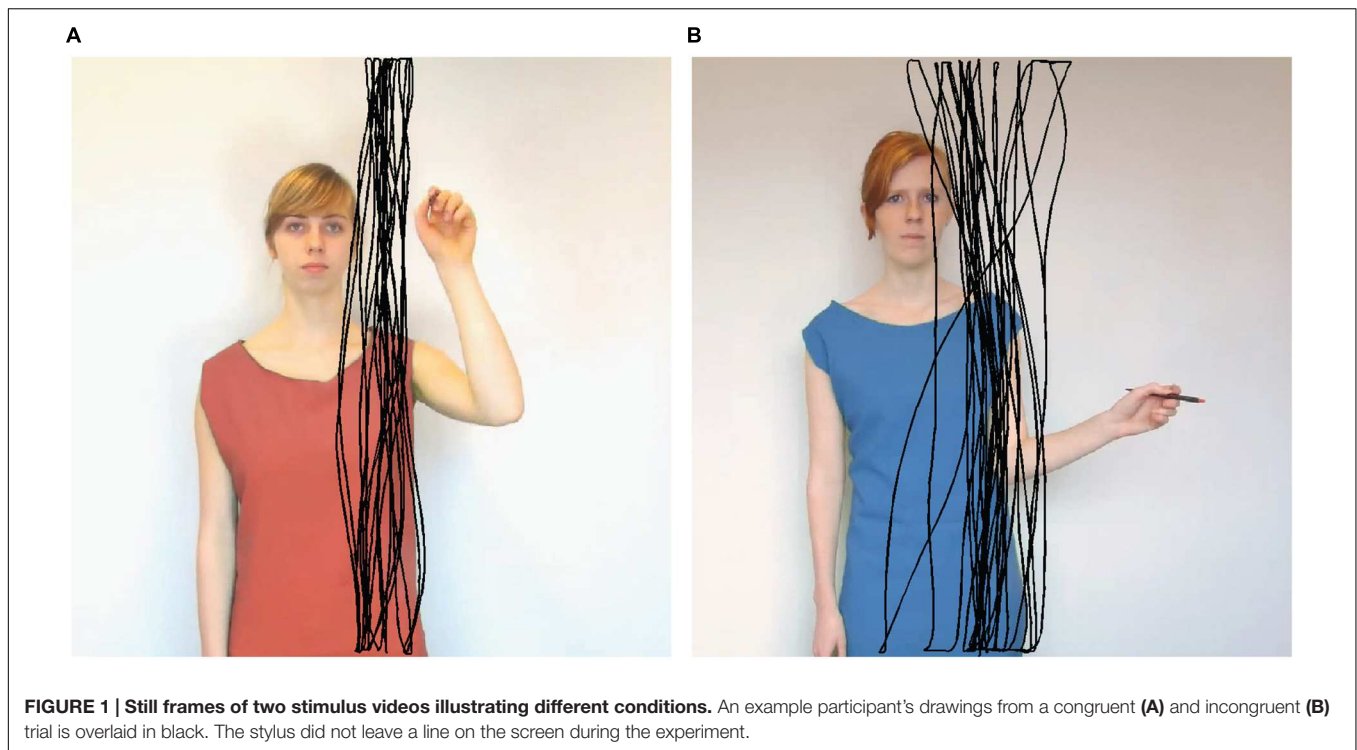 A
B
FIGURE 1 | Still frames of two stimulus videos illustrating different conditions. An example participant's drawings from a congruent (A) and incongruent (B)
trial is overlaid in black. The stylus did not leave a line on the screen during the experiment.